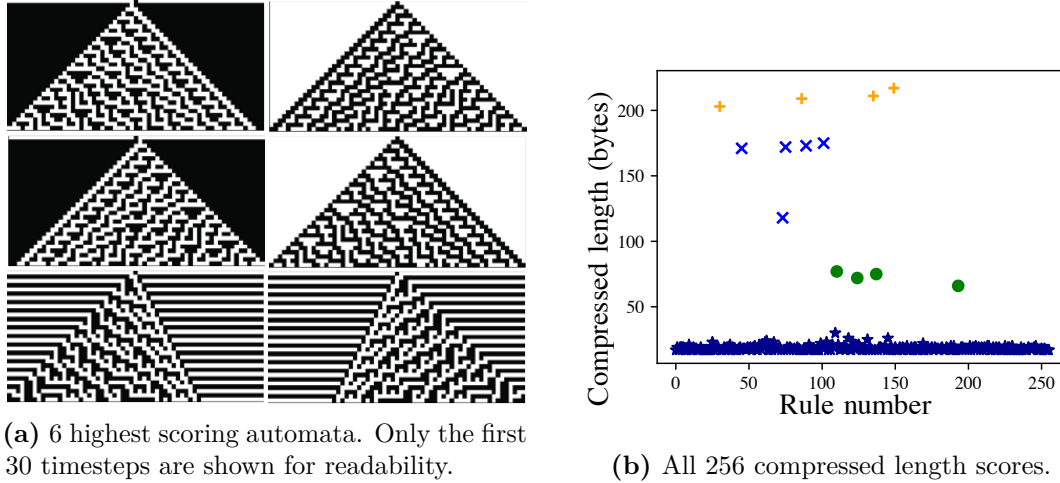 200
150
100
50
0
50
100
150
200
250
Compressed length (bytes)
Rule number
(a) 6 highest scoring automata. Only the first
30 timesteps are shown for readability.
(b) All 256 compressed length scores.